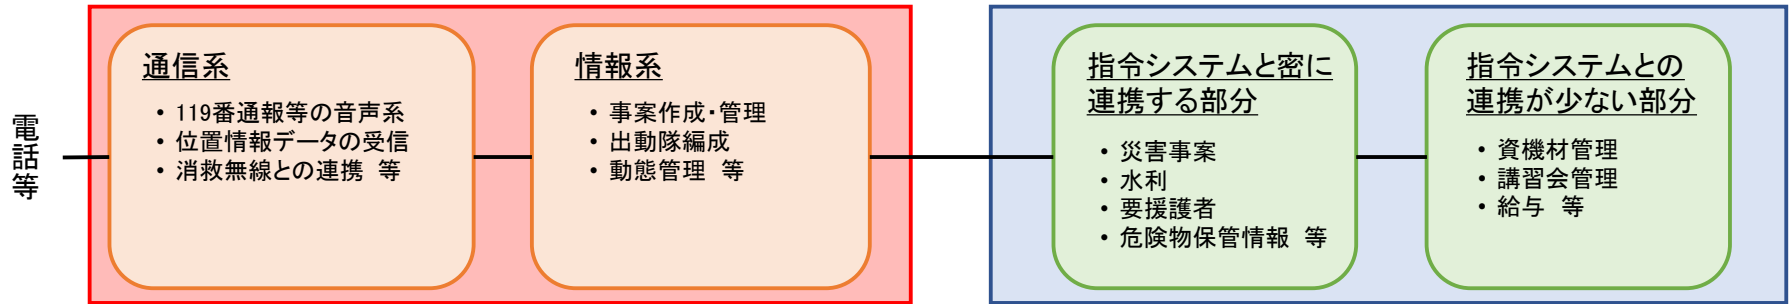 電話等
通信系
・119番通報等の音声系
・位置情報データの受信
・消救無線との連携 等
情報系
・事案作成・管理
・出動隊編成
・動態管理 等
指令システムと密に
連携する部分
・災害事案
・水利
・要援護者
・危険物保管情報 等
指令システムとの
連携が少ない部分
・資機材管理
・講習会管理
・給与 等